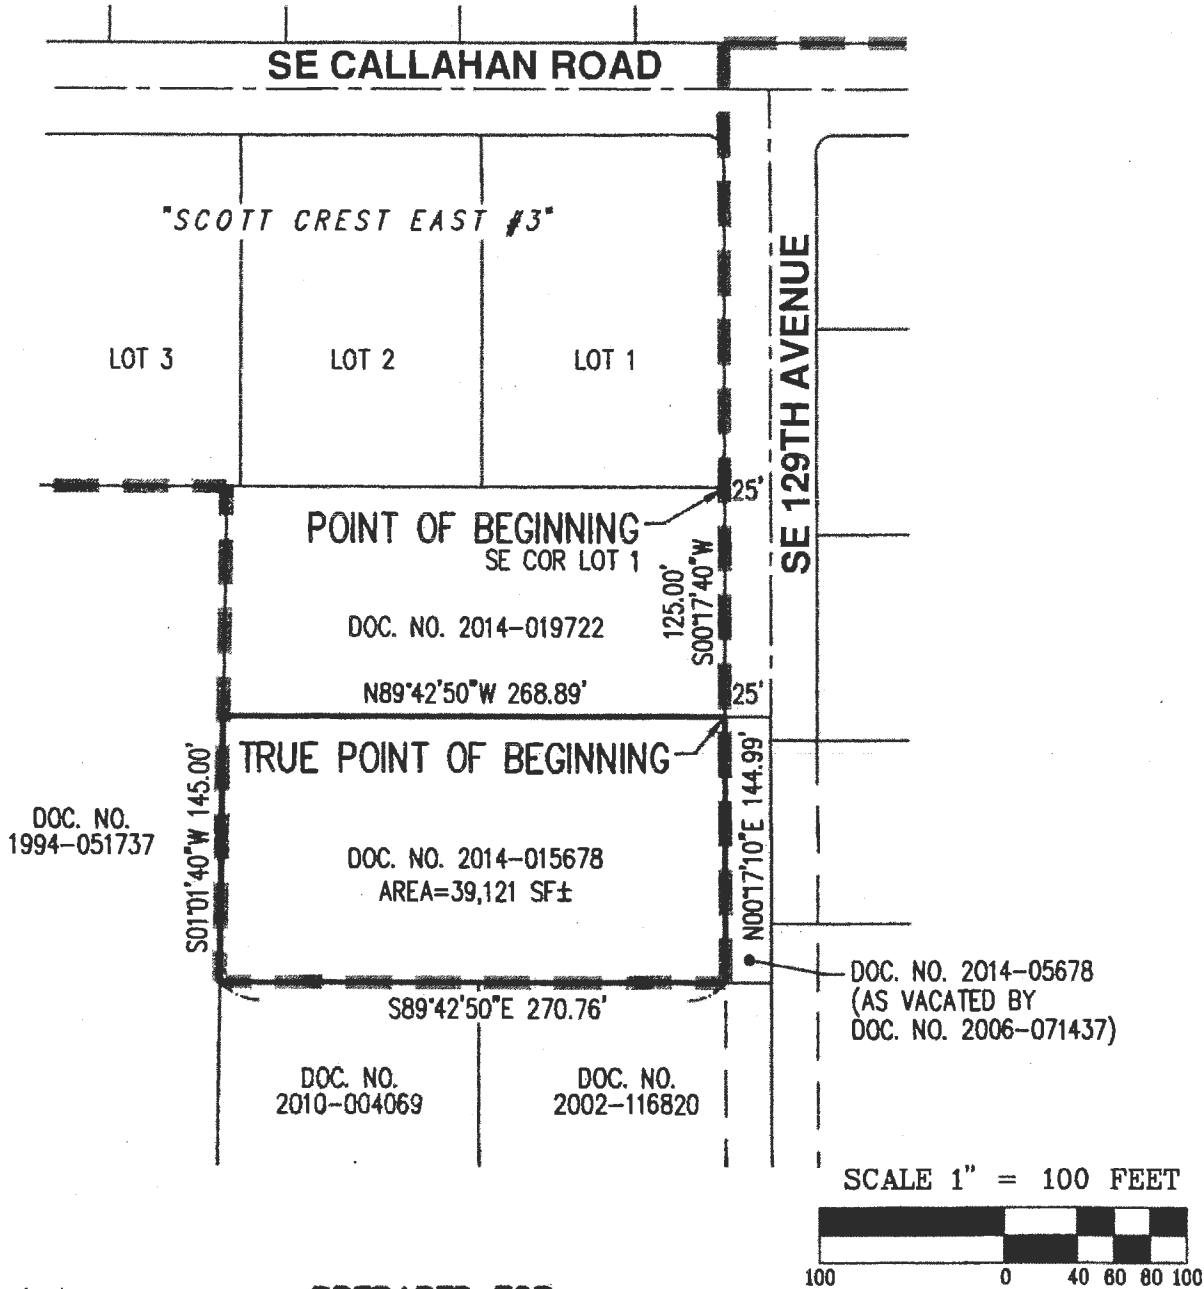 SE CALLAHAN ROAD
"SCOTT CREST EAST #3"
LOT 3
LOT 2
LOT 1
SE 129TH AVENUE
25'
POINT OF BEGINNING
SE COR LOT 1
125.00'
S00°17'40"W
DOC. NO. 2014-019722
N89°42'50"W 268.89'
25'
TRUE POINT OF BEGINNING
S01°01'40"W 145.00'
N00°17'10"E 144.99'
DOC. NO.
1994-051737
DOC. NO. 2014-015678
AREA=39,121 SF±
DOC. NO. 2014-05678
(AS VACATED BY
DOC. NO. 2006-071437)
S89°42'50"E 270.76'
DOC. NO.
2010-004069
DOC. NO.
2002-116820
SCALE 1" = 100 FEET
100 0 40 60 80 100